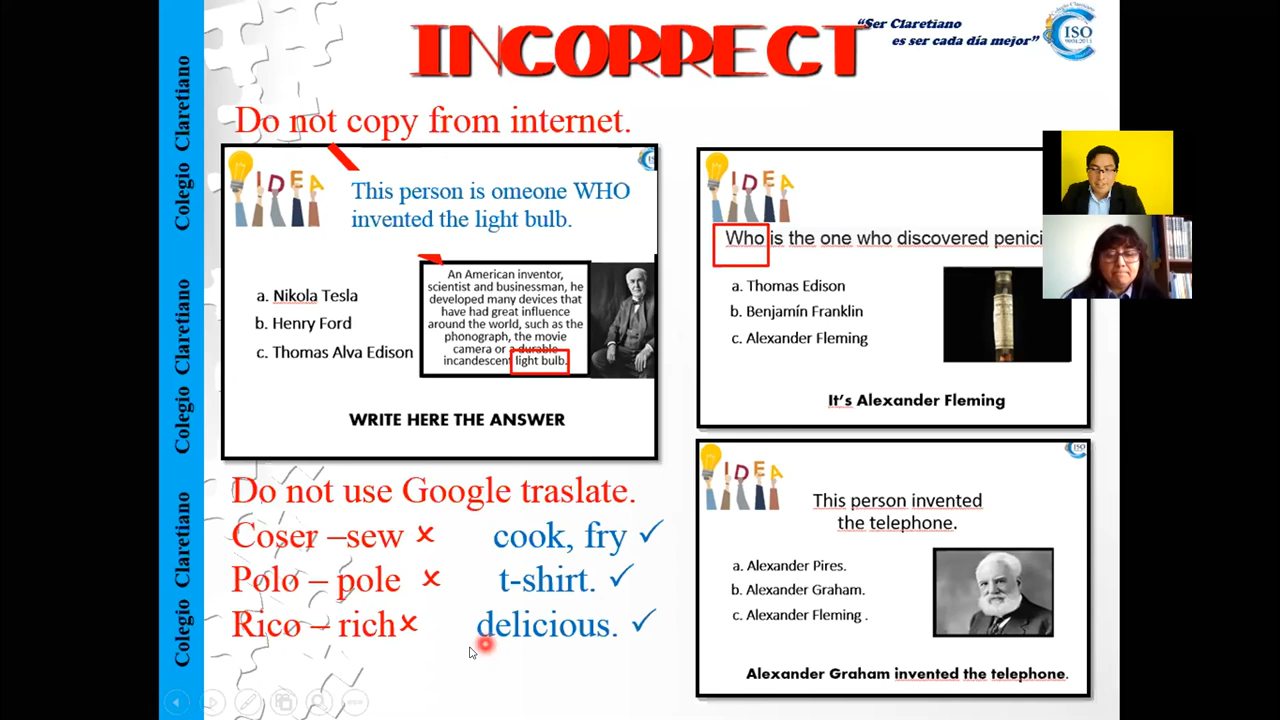 INCORRECT
“Ser Claretiano
es ser cada día mejor”
ISO
9001:2015
Colegio Claretiano
Colegio Claretiano
Colegio Claretiano
Do not copy from internet.
IDEA
This person is omeone WHO
invented the light bulb.
a. Nikola Tesla
b. Henry Ford
c. Thomas Alva Edison
An American inventor,
scientist and businessman, he
developed many devices that
have had great influence
around the world, such as the
phonograph, the movie
camera or a durable
incandescent light bulb.
WRITE HERE THE ANSWER
IDEA
Who is the one who discovered penici
a. Thomas Edison
b. Benjamín Franklin
c. Alexander Fleming
It’s Alexander Fleming
Do not use Google traslate.
Coser –sew × cook, fry ✓
Polo – pole × t-shirt. ✓
Rico – rich× delicious. ✓
IDEA
This person invented
the telephone.
a. Alexander Pires.
b. Alexander Graham.
c. Alexander Fleming .
Alexander Graham invented the telephone.